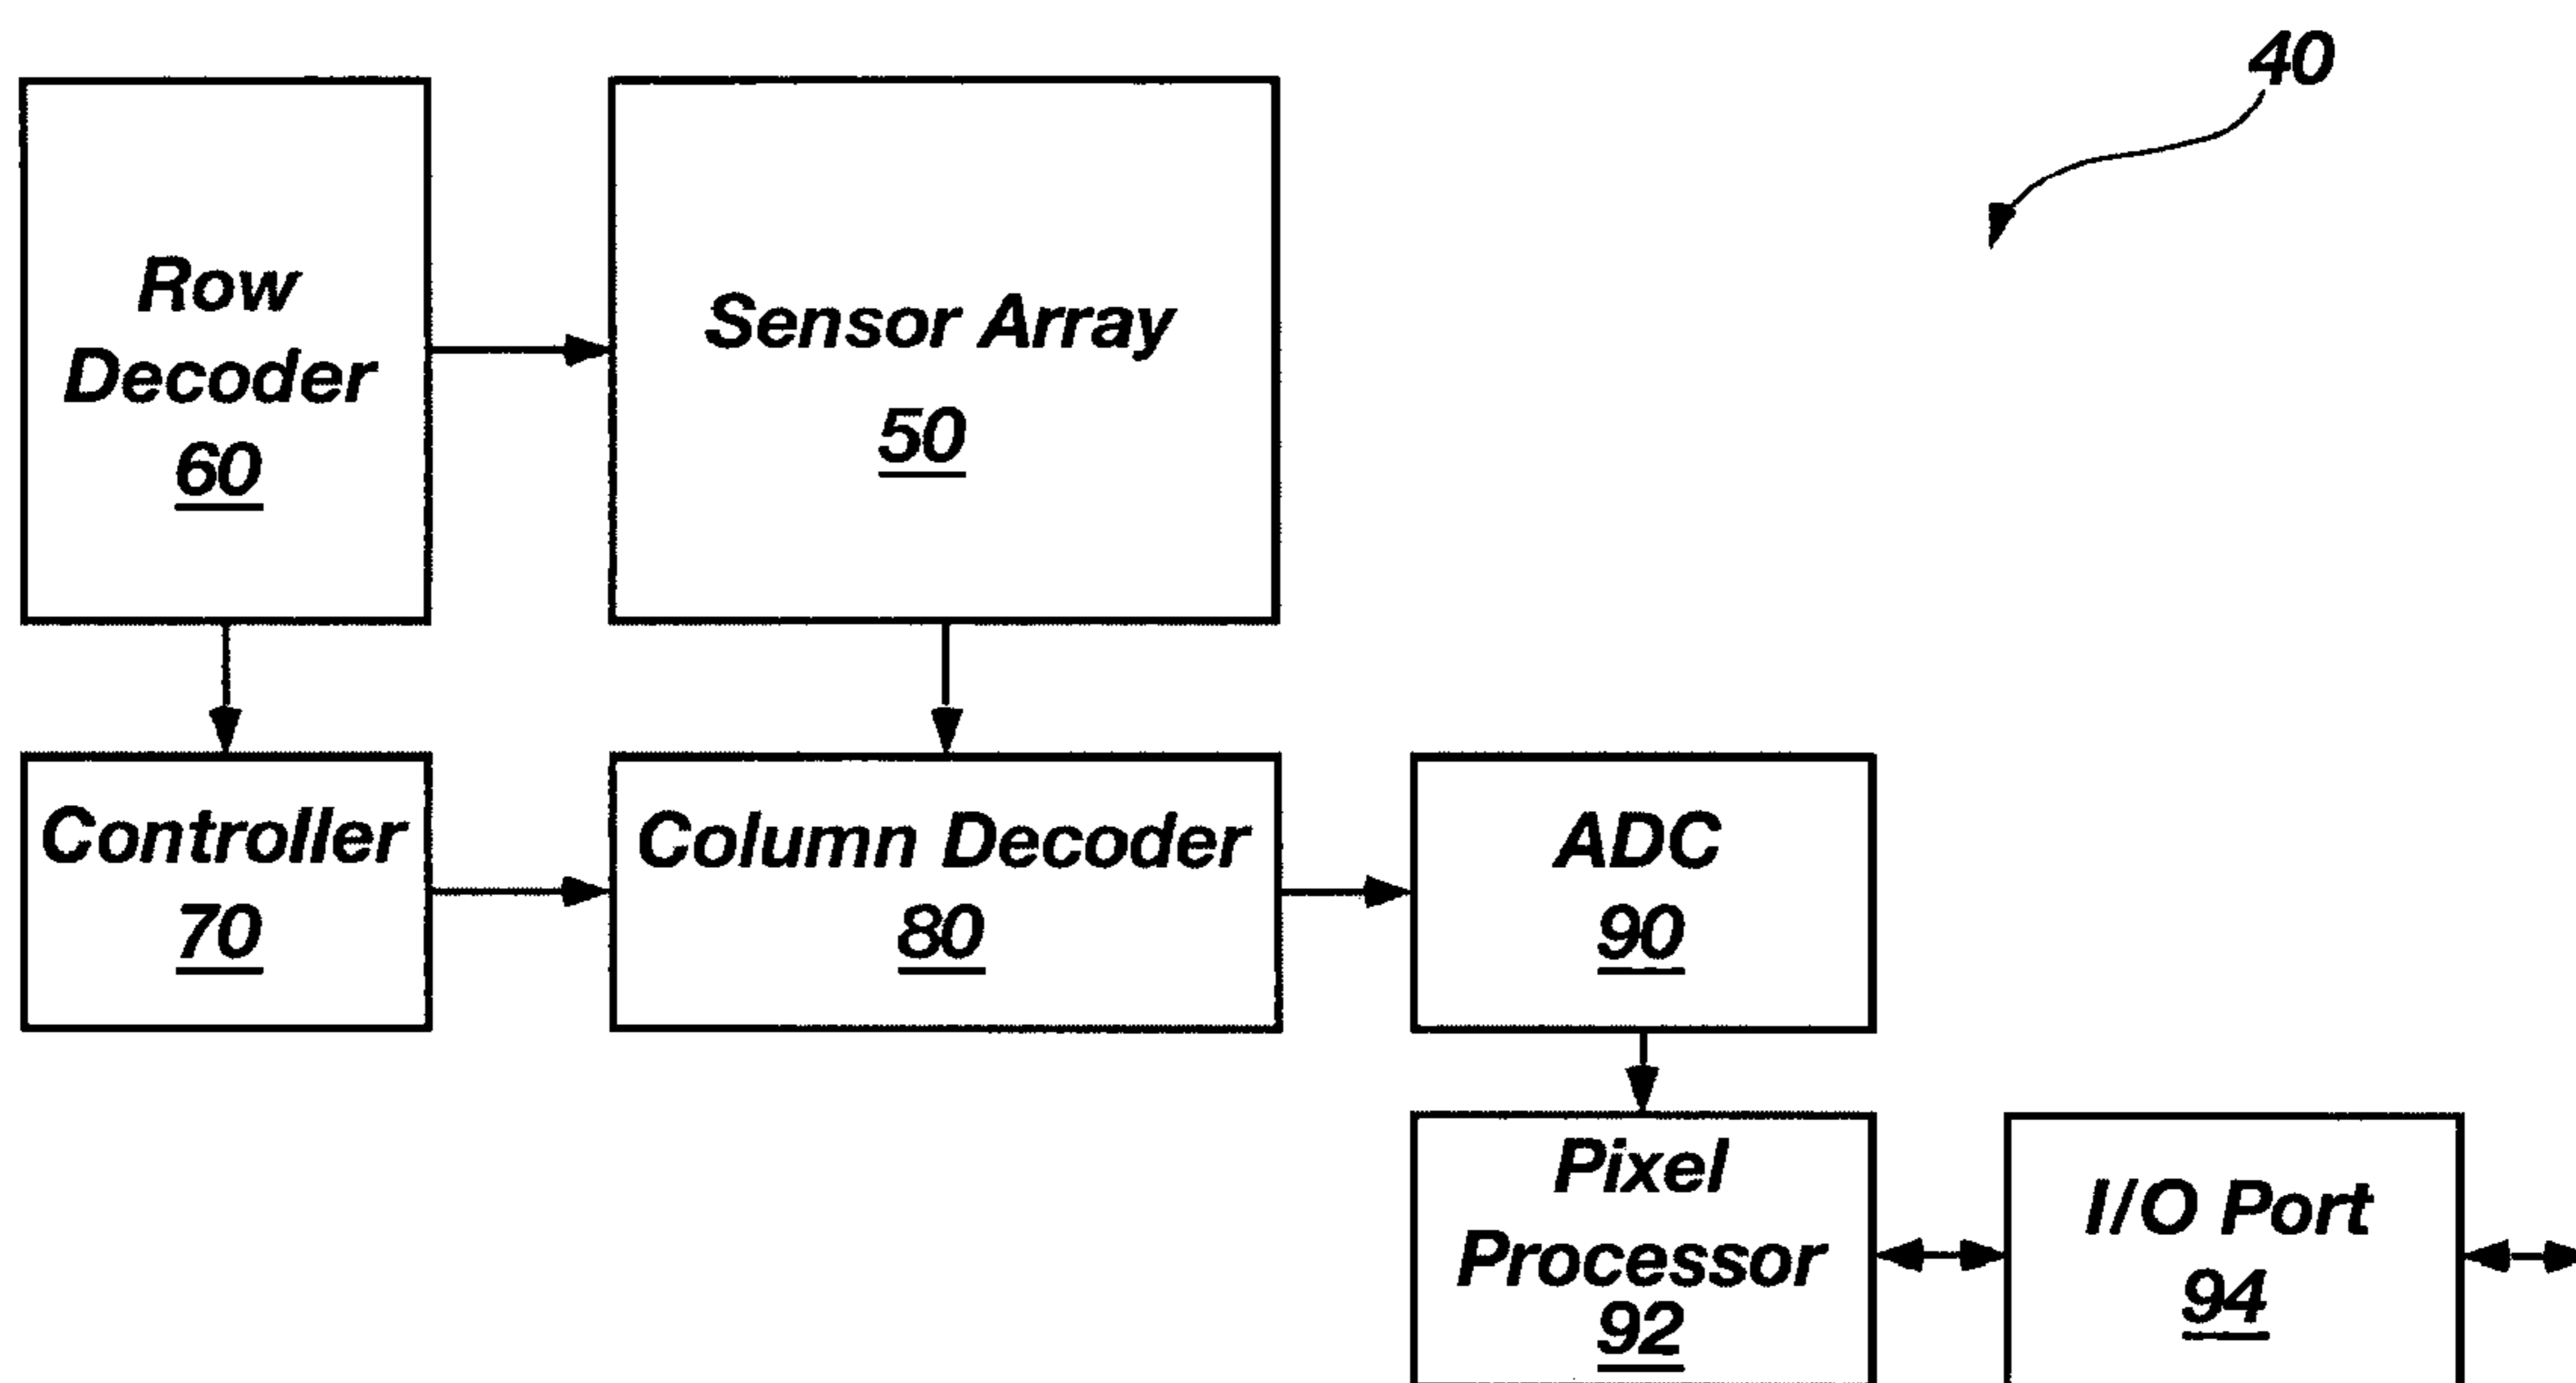 40
Row
Decoder
60
Sensor Array
50
Controller
70
Column Decoder
80
ADC
90
Pixel
Processor
92
I/O Port
94